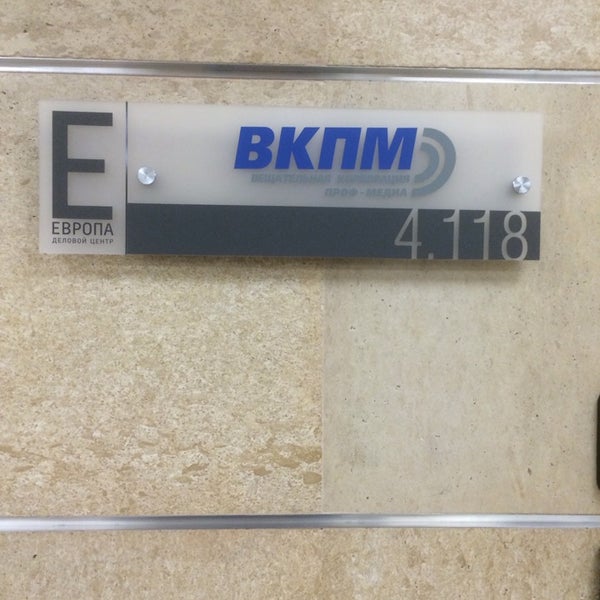 Е
ЕВРОПА
ДЕЛОВОЙ ЦЕНТР
ВКПМ
ВЕЩАТЕЛЬНАЯ КОРПОРАЦИЯ
ПРОФ-МЕДИА
4.118